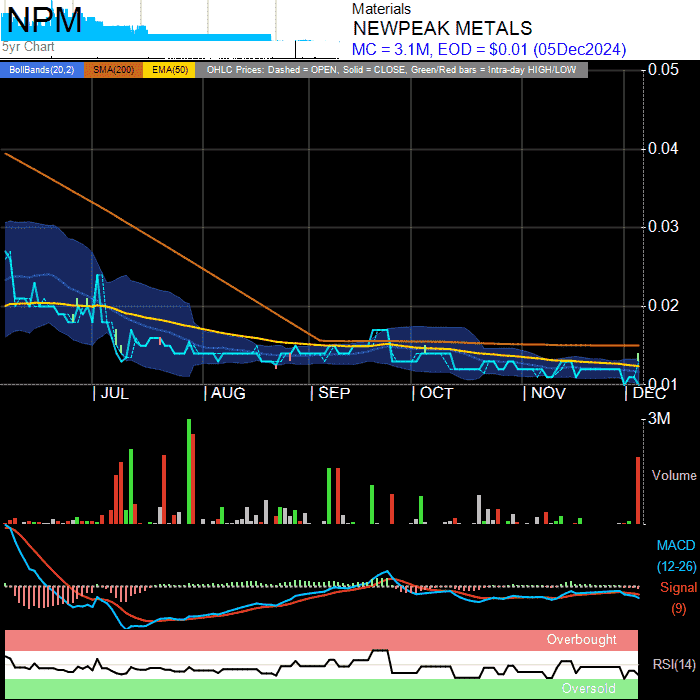 NPM
Materials
NEWPEAK METALS
MC = 3.1M, EOD = $0.01 (05Dec2024)
5yr Chart
BollBands(20,2) SMA(200) EMA(50) OHLC Prices: Dashed = OPEN, Solid = CLOSE, Green/Red bars = Intra-day HIGH/LOW
0.05
0.04
0.03
0.02
0.01
JUL AUG SEP OCT NOV DEC
3M
Volume
MACD
(12-26)
Signal
(9)
Overbought
RSI(14)
Oversold